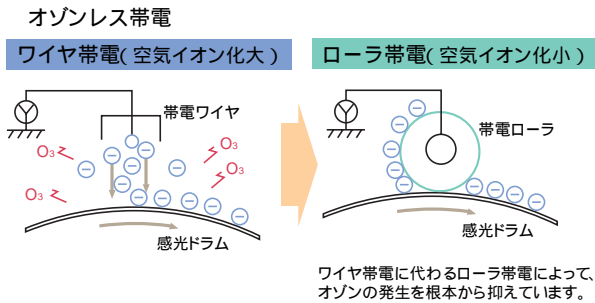 オゾンレス帯電
ワイヤ帯電(空気イオン化大)
ローラ帯電(空気イオン化小)
帯電ワイヤ
O3
O3
O3
O3
感光ドラム
帯電ローラ
感光ドラム
ワイヤ帯電に代わるローラ帯電によって、
オゾンの発生を根本から抑えています。